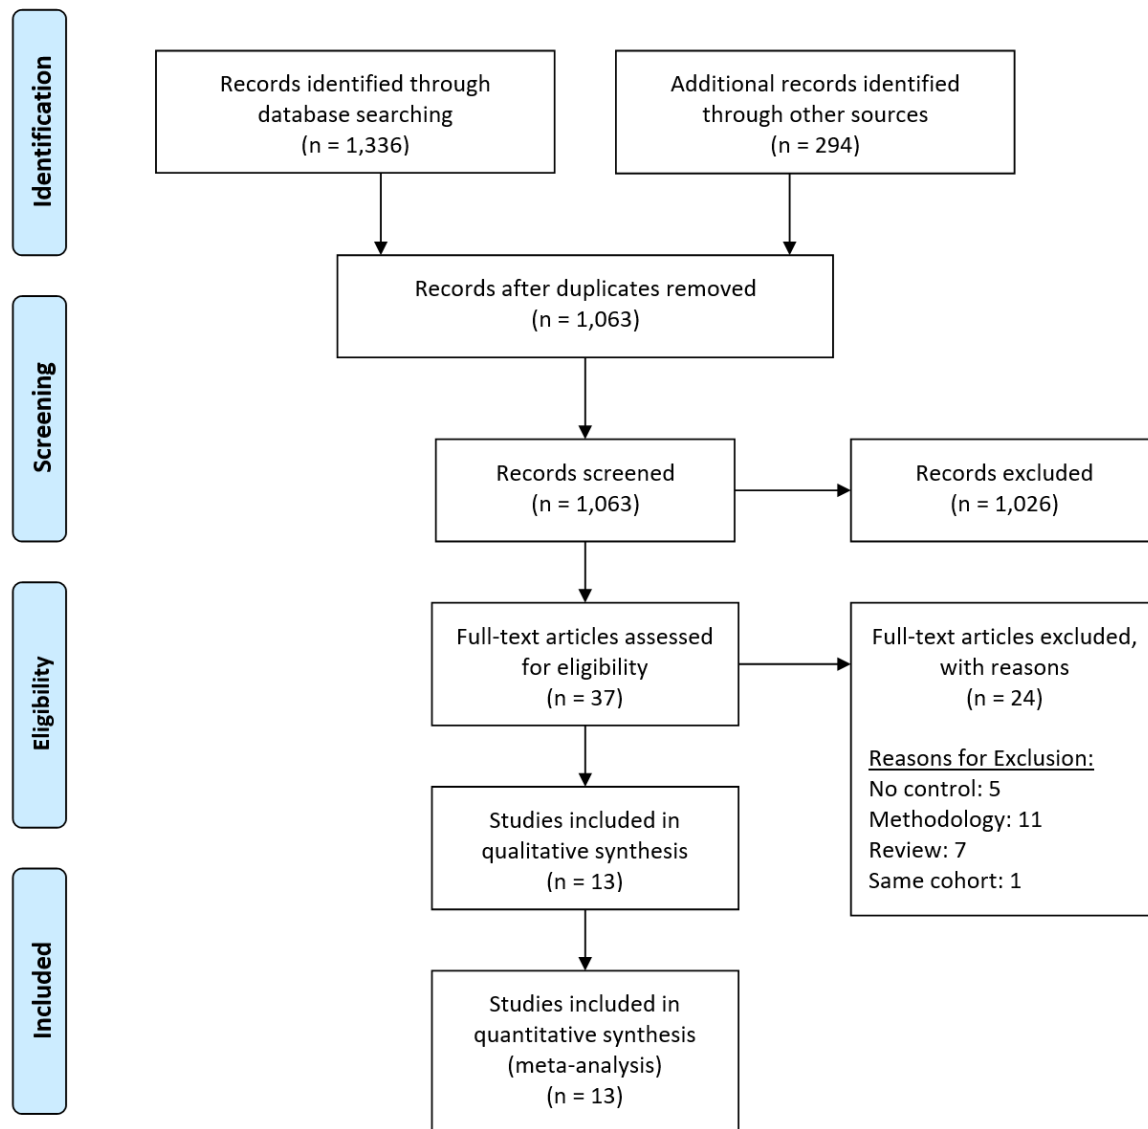 Identification
Records identified through
database searching
(n = 1,336)
Additional records identified
through other sources
(n = 294)
Records after duplicates removed
(n = 1,063)
Screening
Records screened
(n = 1,063)
Records excluded
(n = 1,026)
Eligibility
Full-text articles assessed
for eligibility
(n = 37)
Full-text articles excluded,
with reasons
(n = 24)
Reasons for Exclusion:
No control: 5
Methodology: 11
Review: 7
Same cohort: 1
Studies included in
qualitative synthesis
(n = 13)
Included
Studies included in
quantitative synthesis
(meta-analysis)
(n = 13)